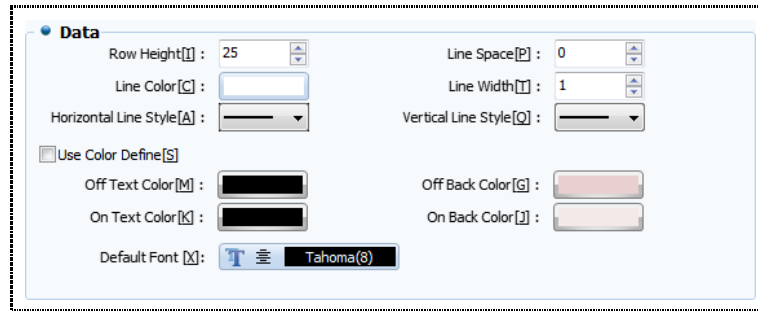 Data
Row Height[I] : 25 Line Space[P] : 0
Line Color[C] : Line Width[T] : 1
Horizontal Line Style[A] : Vertical Line Style[Q] :
Use Color Define[S]
Off Text Color[M] : Off Back Color[G] :
On Text Color[K] : On Back Color[J] :
Default Font [X]: Tahoma(8)